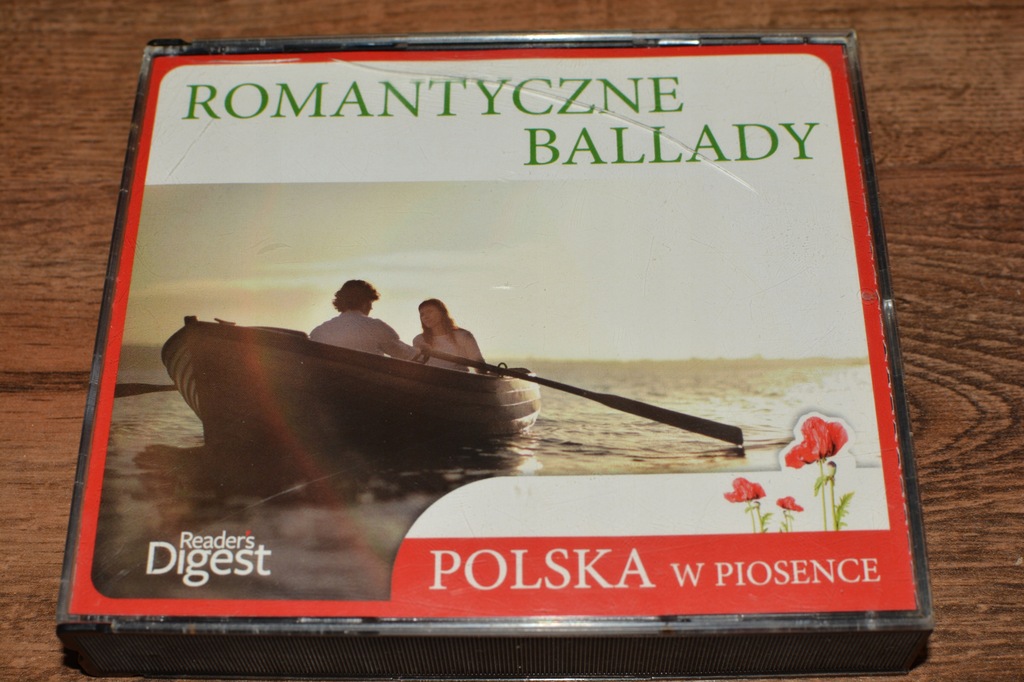 ROMANTYCZNE
BALLADY
Reader's
Digest
POLSKA W PIOSENCE